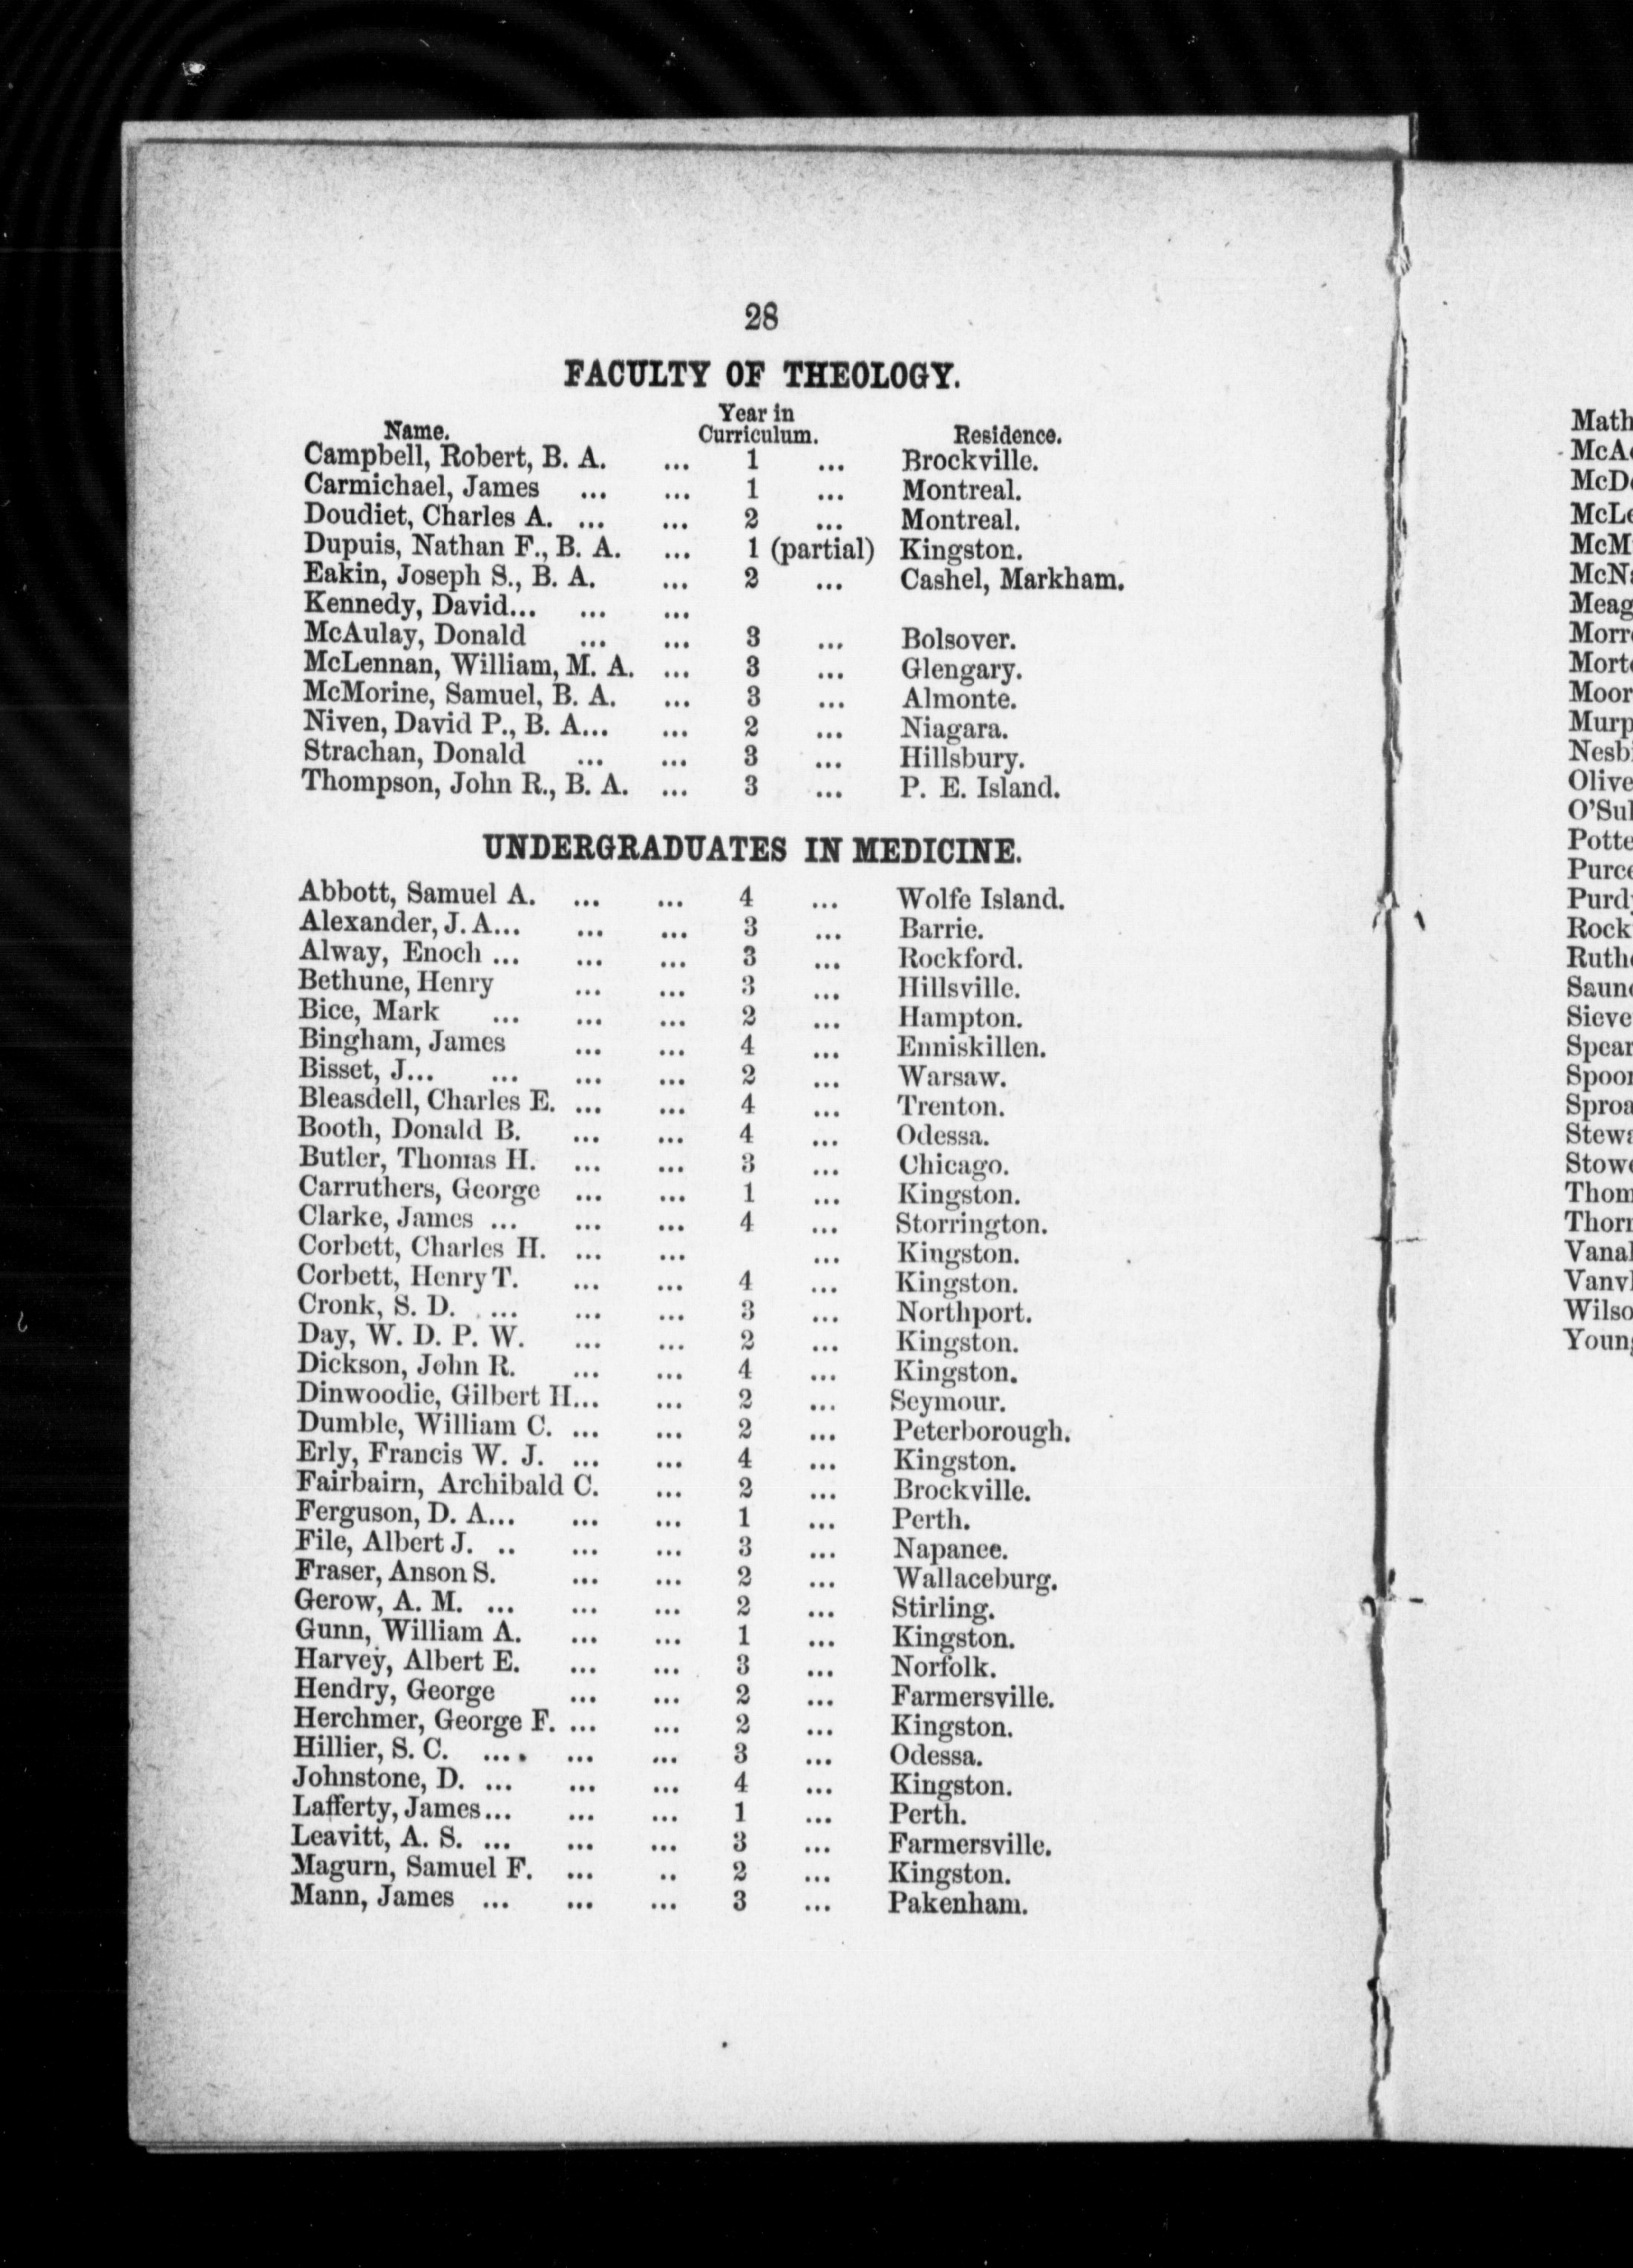 28
FACULTY OF THEOLOGY.
Name. Year in Curriculum. Residence.
Campbell, Robert, B. A. ... 1 ... Brockville.
Carmichael, James ... ... 1 ... Montreal.
Doudiet, Charles A. ... ... 2 ... Montreal.
Dupuis, Nathan F., B. A. ... 1 (partial) Kingston.
Eakin, Joseph S., B. A. ... 2 ... Cashel, Markham.
Kennedy, David... ... ...
McAulay, Donald ... ... 3 ... Bolsover.
McLennan, William, M. A. ... 3 ... Glengary.
McMorine, Samuel, B. A. ... 3 ... Almonte.
Niven, David P., B. A... ... 2 ... Niagara.
Strachan, Donald ... ... 3 ... Hillsbury.
Thompson, John R., B. A. ... 3 ... P. E. Island.
UNDERGRADUATES IN MEDICINE.
Abbott, Samuel A. ... ... 4 ... Wolfe Island.
Alexander, J. A... ... ... 3 ... Barrie.
Alway, Enoch ... ... ... 3 ... Rockford.
Bethune, Henry ... ... 3 ... Hillsville.
Bice, Mark ... ... ... 2 ... Hampton.
Bingham, James ... ... 4 ... Enniskillen.
Bisset, J... ... ... ... 2 ... Warsaw.
Bleasdell, Charles E. ... ... 4 ... Trenton.
Booth, Donald B. ... ... 4 ... Odessa.
Butler, Thomas H. ... ... 3 ... Chicago.
Carruthers, George ... ... 1 ... Kingston.
Clarke, James ... ... ... 4 ... Storrington.
Corbett, Charles H. ... ... ... Kingston.
Corbett, Henry T. ... ... 4 ... Kingston.
Cronk, S. D. ... ... ... 3 ... Northport.
Day, W. D. P. W. ... ... 2 ... Kingston.
Dickson, John R. ... ... 4 ... Kingston.
Dinwoodie, Gilbert H... ... 2 ... Seymour.
Dumble, William C. ... ... 2 ... Peterborough.
Erly, Francis W. J. ... ... 4 ... Kingston.
Fairbairn, Archibald C. ... 2 ... Brockville.
Ferguson, D. A... ... ... 1 ... Perth.
File, Albert J. .. ... ... 3 ... Napanee.
Fraser, Anson S. ... ... 2 ... Wallaceburg.
Gerow, A. M. ... ... ... 2 ... Stirling.
Gunn, William A. ... ... 1 ... Kingston.
Harvey, Albert E. ... ... 3 ... Norfolk.
Hendry, George ... ... 2 ... Farmersville.
Herchmer, George F. ... ... 2 ... Kingston.
Hillier, S. C. .... ... ... 3 ... Odessa.
Johnstone, D. ... ... ... 4 ... Kingston.
Lafferty, James... ... ... 1 ... Perth.
Leavitt, A. S. ... ... ... 3 ... Farmersville.
Magurn, Samuel F. ... .. 2 ... Kingston.
Mann, James ... ... ... 3 ... Pakenham.